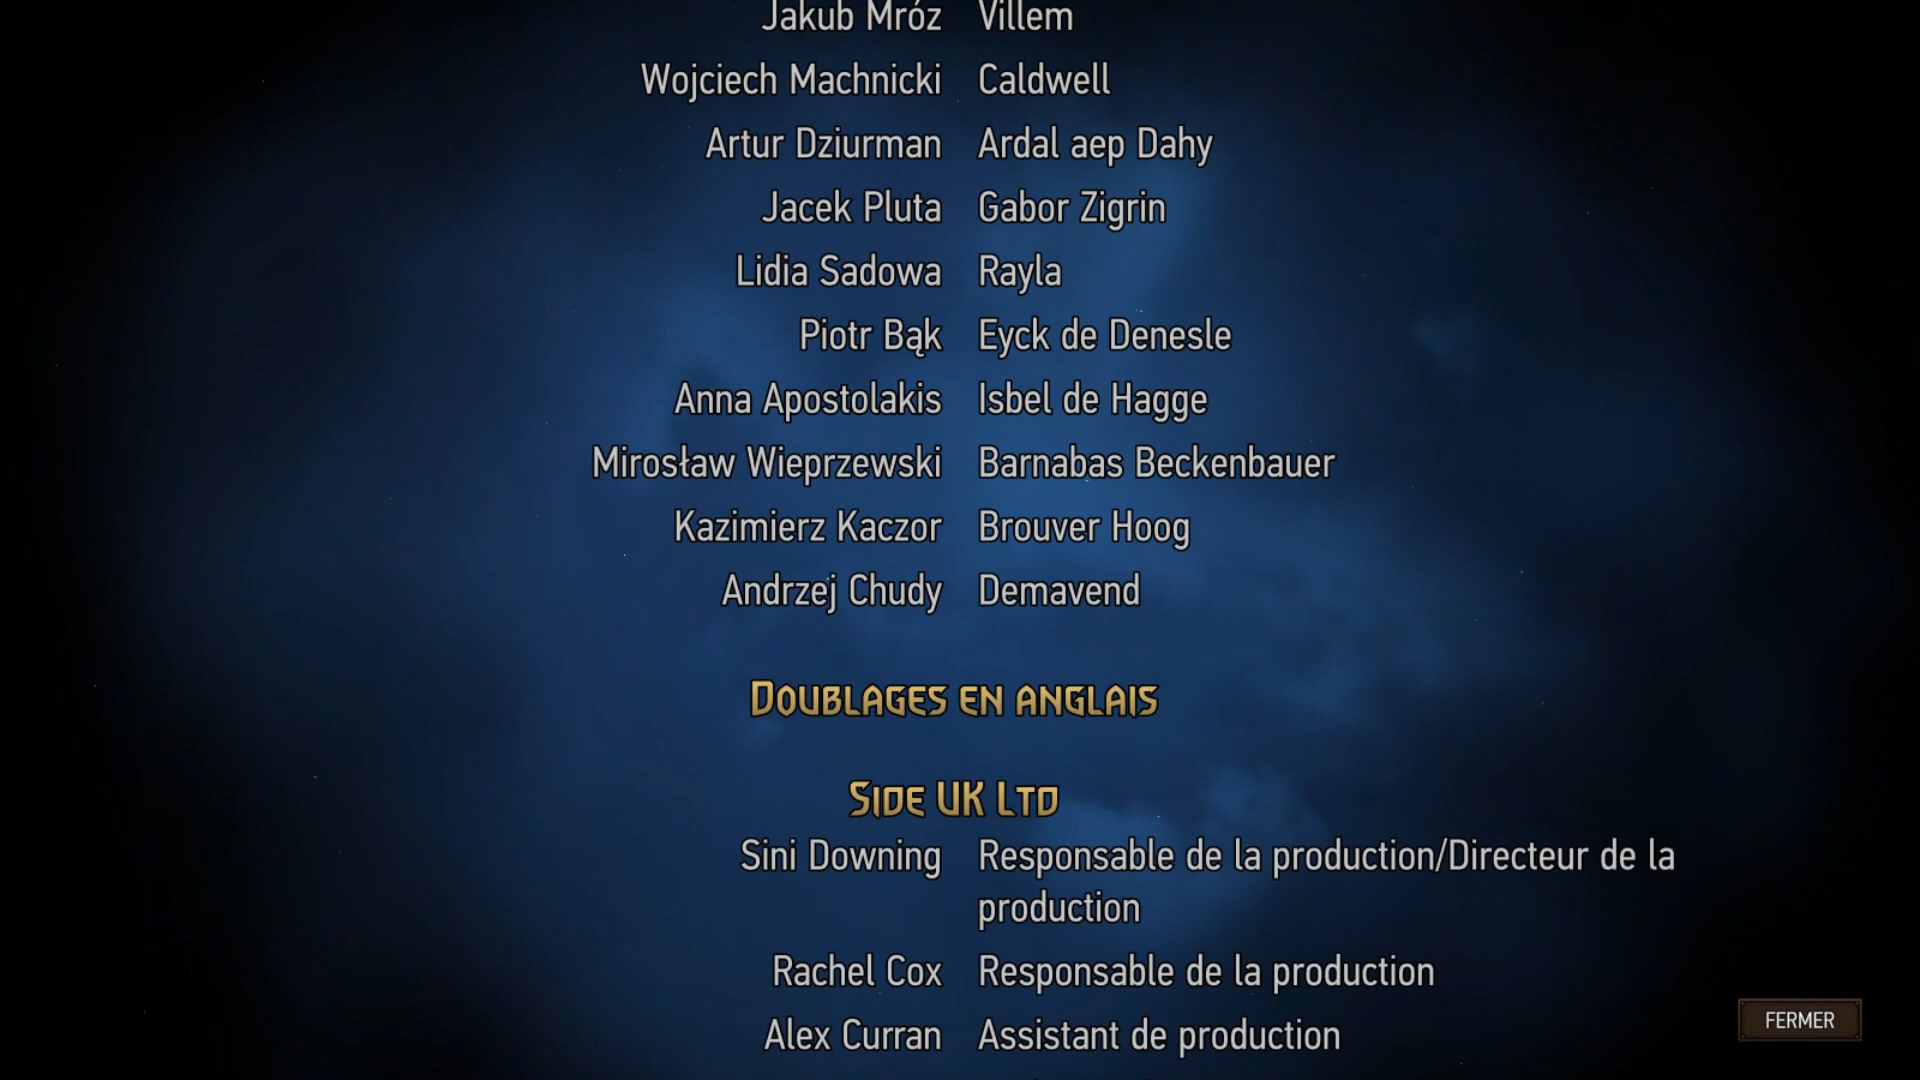 Jakub Mróz Villem
Wojciech Machnicki Caldwell
Artur Dziurman Ardal aep Dahy
Jacek Pluta Gabor Zigrin
Lidia Sadowa Rayla
Piotr Bąk Eyck de Denesle
Anna Apostolakis Isbel de Hagge
Mirosław Wieprzewski Barnabas Beckenbauer
Kazimierz Kaczor Brouver Hoog
Andrzej Chudy Demavend
Doublages en anglais
Side UK Ltd
Sini Downing Responsable de la production/Directeur de la
production
Rachel Cox Responsable de la production
Alex Curran Assistant de production
FERMER